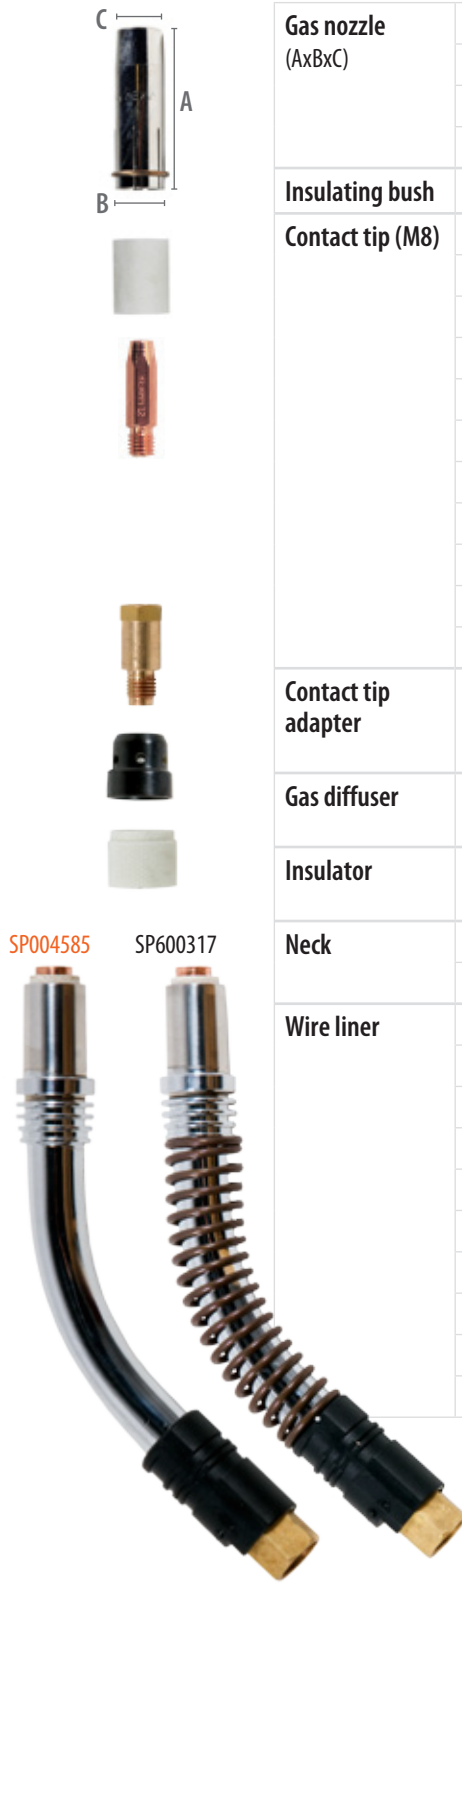 C
A
B
Gas nozzle
(AxBxC)
Insulating bush
Contact tip (M8)
Contact tip
adapter
Gas diffuser
Insulator
SP004585
SP600317
Neck
Wire liner